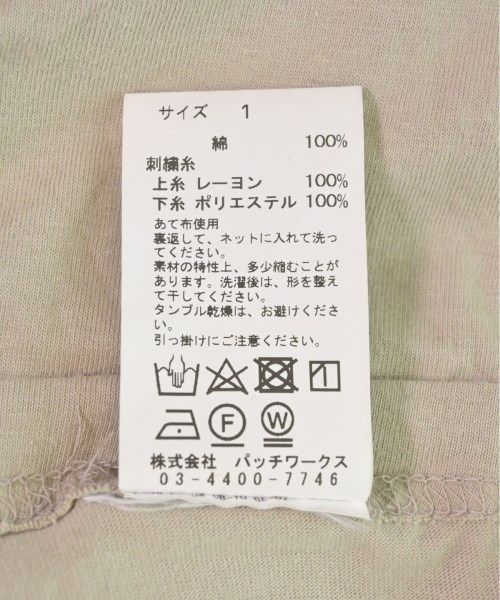 サイズ 1
綿 100%
刺繍糸
上糸 レーヨン 100%
下糸 ポリエステル 100%
あて布使用
裏返して、ネットに入れて洗っ
てください。
素材の特性上、多少縮むことが
あります。洗濯後は、形を整え
て干してください。
タンブル乾燥は、お避けくださ
い。
引っ掛けにご注意ください。
F W
株式会社 パッチワークス
03-4400-7746